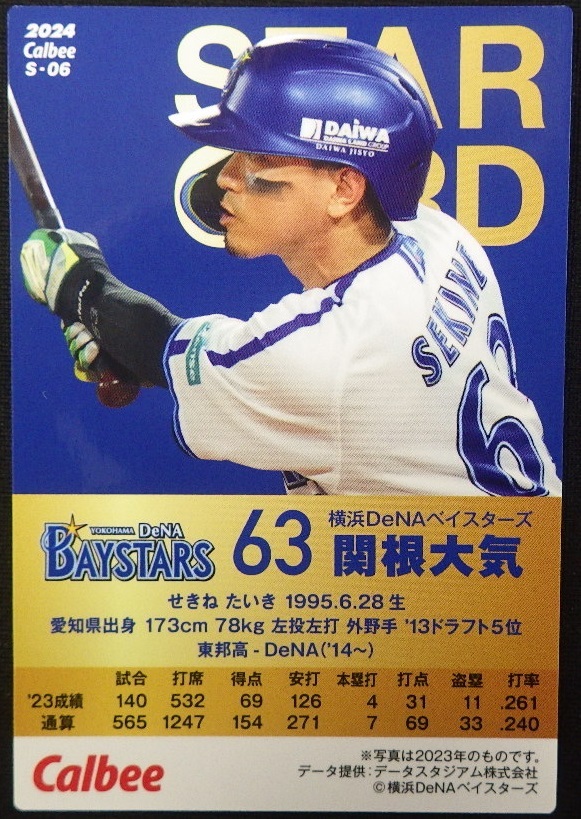 2024
Calbee
S-06
STAR
CARD
DAIWA
DAIWA LAND GROUP
DAIWA JISYO
SEKINE
6
YOKOHAMA DeNA
BAYSTARS
63
横浜DeNAベイスターズ
関根大気
せきね たいき 1995.6.28生
愛知県出身 173cm 78kg 左投左打 外野手 '13ドラフト5位
東邦高-DeNA('14〜)
試合 打席 得点 安打 本塁打 打点 盗塁 打率
'23成績 140 532 69 126 4 31 11 .261
通算 565 1247 154 271 7 69 33 .240
Calbee
※写真は2023年のものです。
データ提供:データスタジアム株式会社
©横浜DeNAベイスターズ